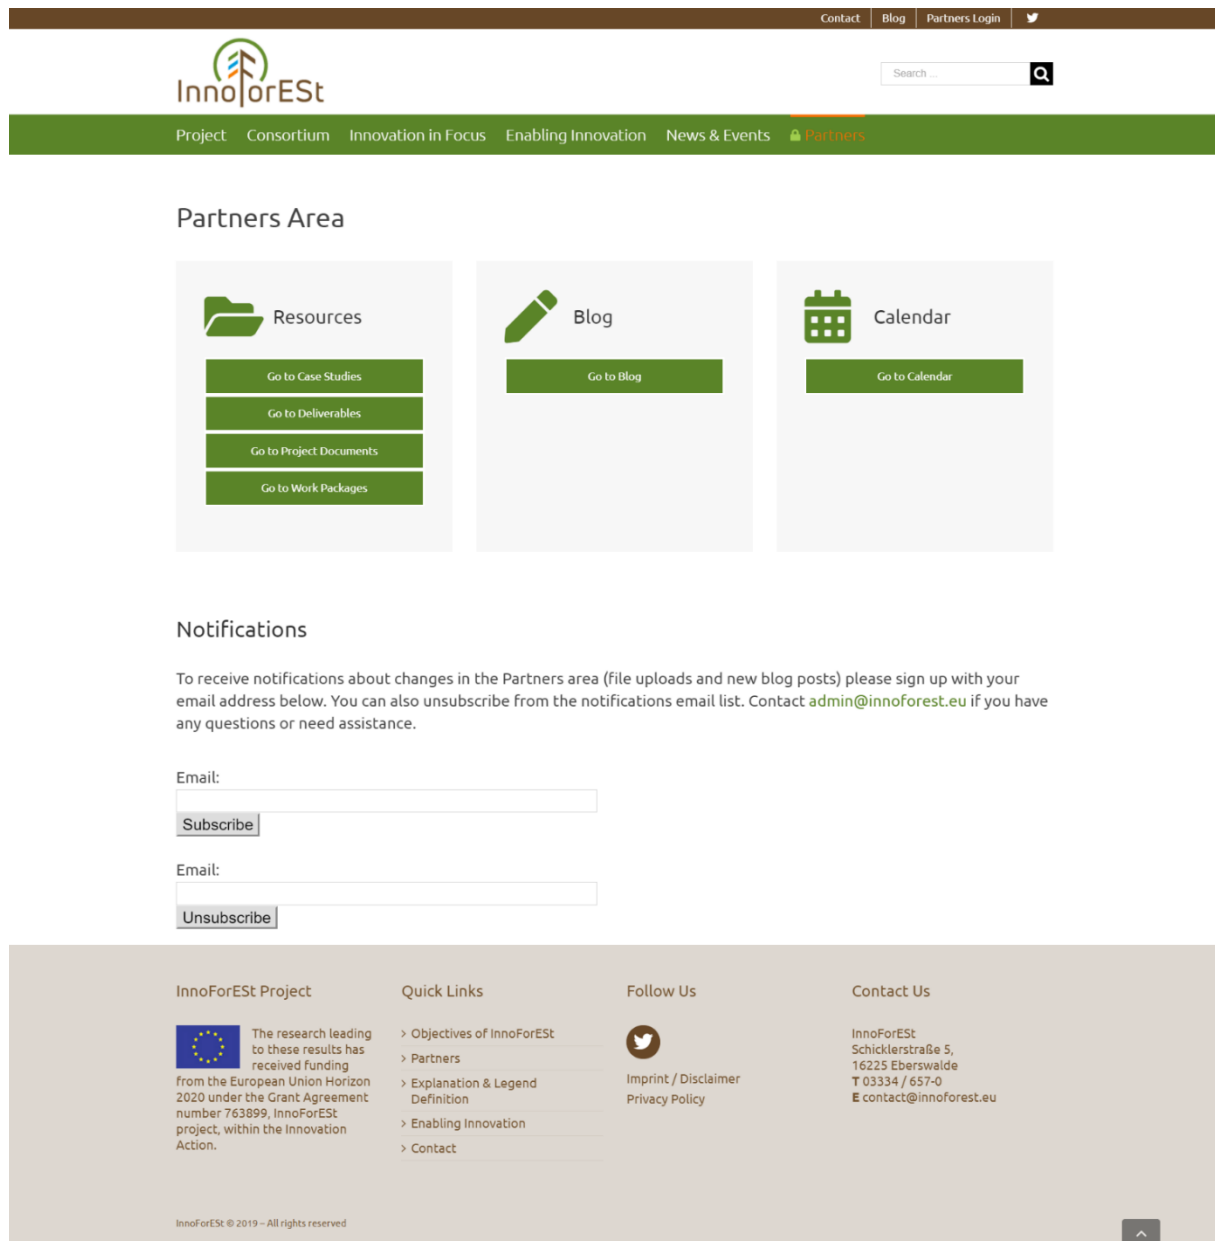 Contact Blog Partners Login
InnoforESt
Search ...
Project Consortium Innovation in Focus Enabling Innovation News & Events Partners
Partners Area
Resources
Go to Case Studies
Go to Deliverables
Go to Project Documents
Go to Work Packages
Blog
Go to Blog
Calendar
Go to Calendar
Notifications
To receive notifications about changes in the Partners area (file uploads and new blog posts) please sign up with your
email address below. You can also unsubscribe from the notifications email list. Contact admin@innoforest.eu if you have
any questions or need assistance.
Email:
Subscribe
Email:
Unsubscribe
InnoForESt Project
The research leading
to these results has
received funding
from the European Union Horizon
2020 under the Grant Agreement
number 763899, InnoForESt
project, within the Innovation
Action.
Quick Links
> Objectives of InnoForESt
> Partners
> Explanation & Legend
Definition
> Enabling Innovation
> Contact
Follow Us
Imprint / Disclaimer
Privacy Policy
Contact Us
InnoForESt
Schicklerstraße 5,
16225 Eberswalde
T 03334 / 657-0
E contact@innoforest.eu
InnoForESt © 2019 – All rights reserved